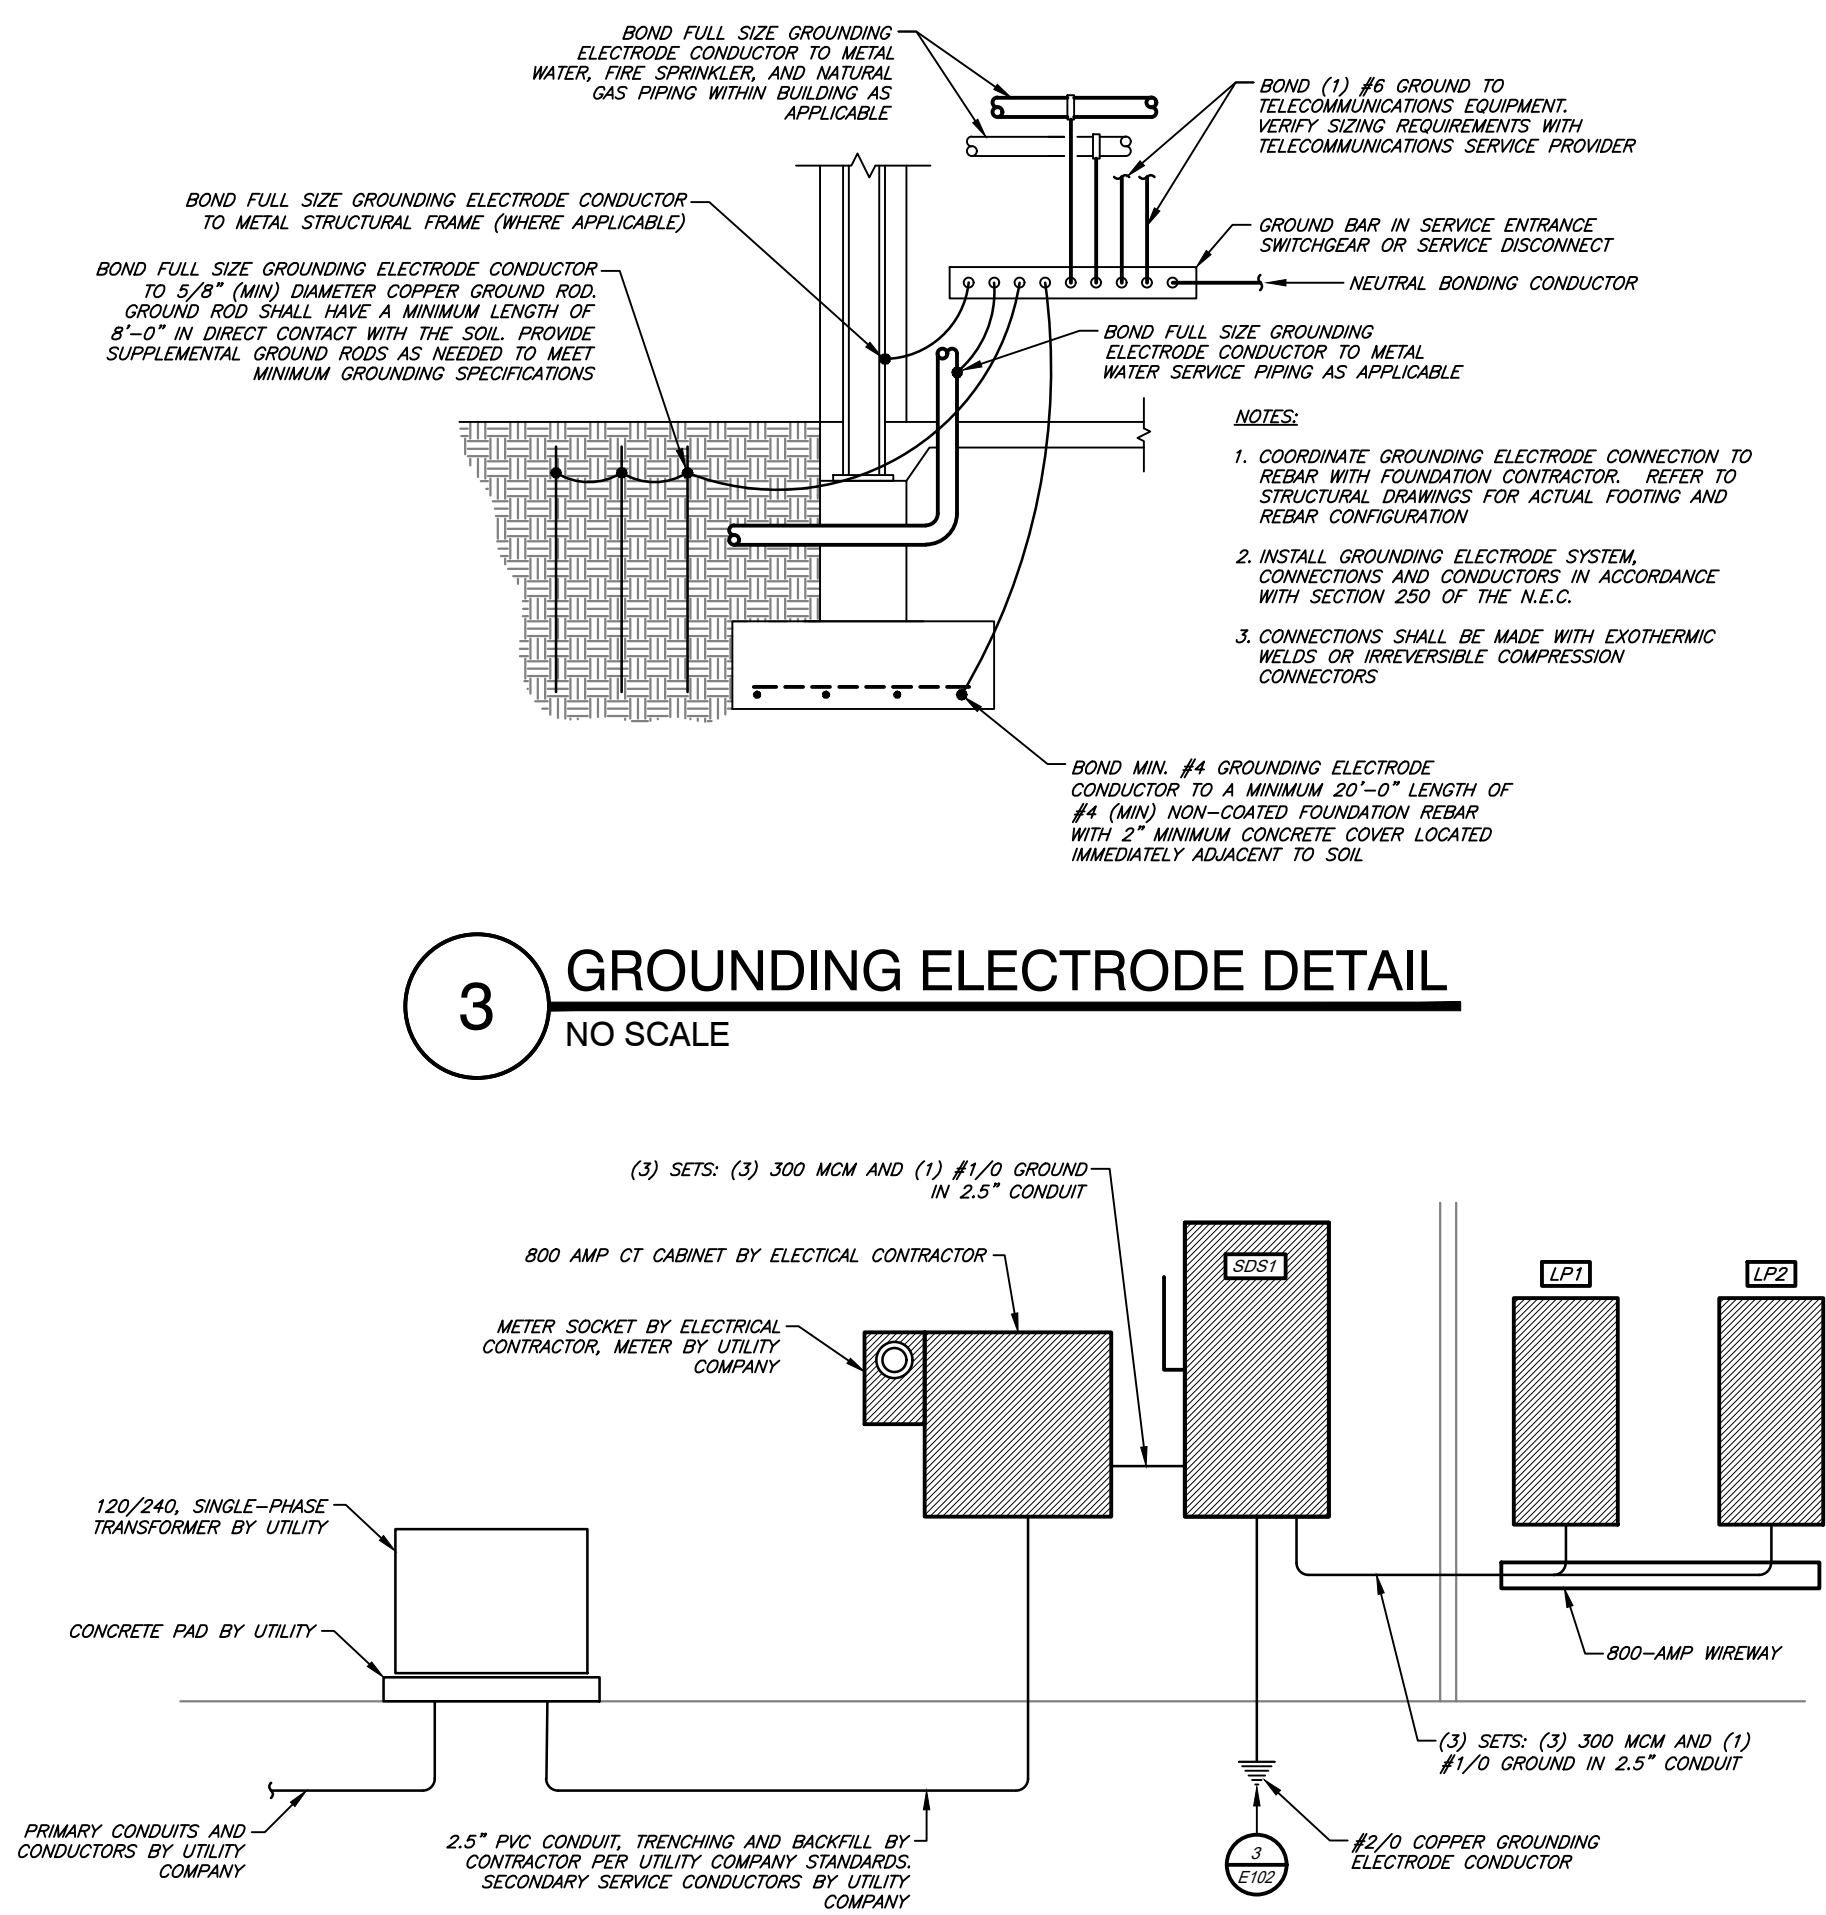 BOND FULL SIZE GROUNDING
ELECTRODE CONDUCTOR TO METAL
WATER, FIRE SPRINKLER, AND NATURAL
GAS PIPING WITHIN BUILDING AS
APPLICABLE
BOND (1) #6 GROUND TO
TELECOMMUNICATIONS EQUIPMENT.
VERIFY SIZING REQUIREMENTS WITH
TELECOMMUNICATIONS SERVICE PROVIDER
BOND FULL SIZE GROUNDING ELECTRODE CONDUCTOR
TO METAL STRUCTURAL FRAME (WHERE APPLICABLE)
GROUND BAR IN SERVICE ENTRANCE
SWITCHGEAR OR SERVICE DISCONNECT
NEUTRAL BONDING CONDUCTOR
BOND FULL SIZE GROUNDING ELECTRODE CONDUCTOR
TO 5/8" (MIN) DIAMETER COPPER GROUND ROD.
GROUND ROD SHALL HAVE A MINIMUM LENGTH OF
8'-0" IN DIRECT CONTACT WITH THE SOIL. PROVIDE
SUPPLEMENTAL GROUND RODS AS NEEDED TO MEET
MINIMUM GROUNDING SPECIFICATIONS
BOND FULL SIZE GROUNDING
ELECTRODE CONDUCTOR TO METAL
WATER SERVICE PIPING AS APPLICABLE
NOTES:
1. COORDINATE GROUNDING ELECTRODE CONNECTION TO
REBAR WITH FOUNDATION CONTRACTOR. REFER TO
STRUCTURAL DRAWINGS FOR ACTUAL FOOTING AND
REBAR CONFIGURATION
2. INSTALL GROUNDING ELECTRODE SYSTEM,
CONNECTIONS AND CONDUCTORS IN ACCORDANCE
WITH SECTION 250 OF THE N.E.C.
3. CONNECTIONS SHALL BE MADE WITH EXOTHERMIC
WELDS OR IRREVERSIBLE COMPRESSION
CONNECTORS
BOND MIN. #4 GROUNDING ELECTRODE
CONDUCTOR TO A MINIMUM 20'-0" LENGTH OF
#4 (MIN) NON-COATED FOUNDATION REBAR
WITH 2" MINIMUM CONCRETE COVER LOCATED
IMMEDIATELY ADJACENT TO SOIL
3
GROUNDING ELECTRODE DETAIL
NO SCALE
(3) SETS: (3) 300 MCM AND (1) #1/0 GROUND
IN 2.5" CONDUIT
800 AMP CT CABINET BY ELECTICAL CONTRACTOR
METER SOCKET BY ELECTRICAL
CONTRACTOR, METER BY UTILITY
COMPANY
SDS1
LP1
LP2
120/240, SINGLE-PHASE
TRANSFORMER BY UTILITY
CONCRETE PAD BY UTILITY
800-AMP WIREWAY
(3) SETS: (3) 300 MCM AND (1)
#1/0 GROUND IN 2.5" CONDUIT
PRIMARY CONDUITS AND
CONDUCTORS BY UTILITY
COMPANY
2.5" PVC CONDUIT, TRENCHING AND BACKFILL BY
CONTRACTOR PER UTILITY COMPANY STANDARDS.
SECONDARY SERVICE CONDUCTORS BY UTILITY
COMPANY
3
E102
#2/0 COPPER GROUNDING
ELECTRODE CONDUCTOR